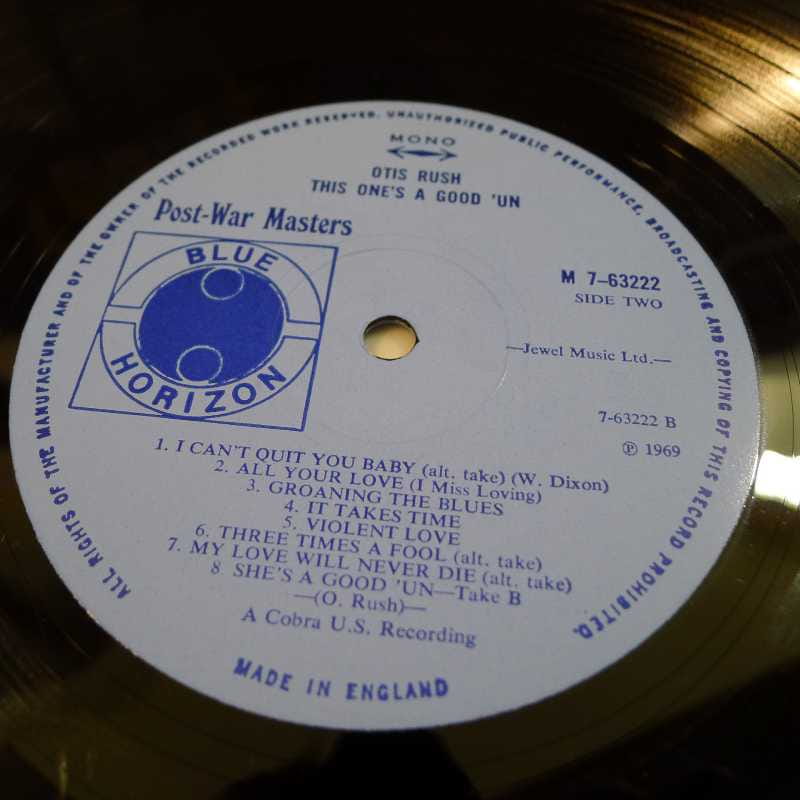 ALL RIGHTS OF THE MANUFACTURER AND OF THE OWNER OF THE RECORDED WORK RESERVED. UNAUTHORIZED PUBLIC PERFORMANCE, BROADCASTING AND COPYING OF THIS RECORD PROHIBITED.
MONO
OTIS RUSH
THIS ONE'S A GOOD 'UN
Post-War Masters
BLUE
HORIZON
M 7–63222
SIDE TWO
—Jewel Music Ltd.—
7-63222 B
℗ 1969
1. I CAN'T QUIT YOU BABY (alt. take) (W. Dixon)
2. ALL YOUR LOVE (I Miss Loving)
3. GROANING THE BLUES
4. IT TAKES TIME
5. VIOLENT LOVE
6. THREE TIMES A FOOL (alt. take)
7. MY LOVE WILL NEVER DIE (alt. take)
8. SHE'S A GOOD 'UN—Take B
—(O. Rush)—
A Cobra U.S. Recording
MADE IN ENGLAND